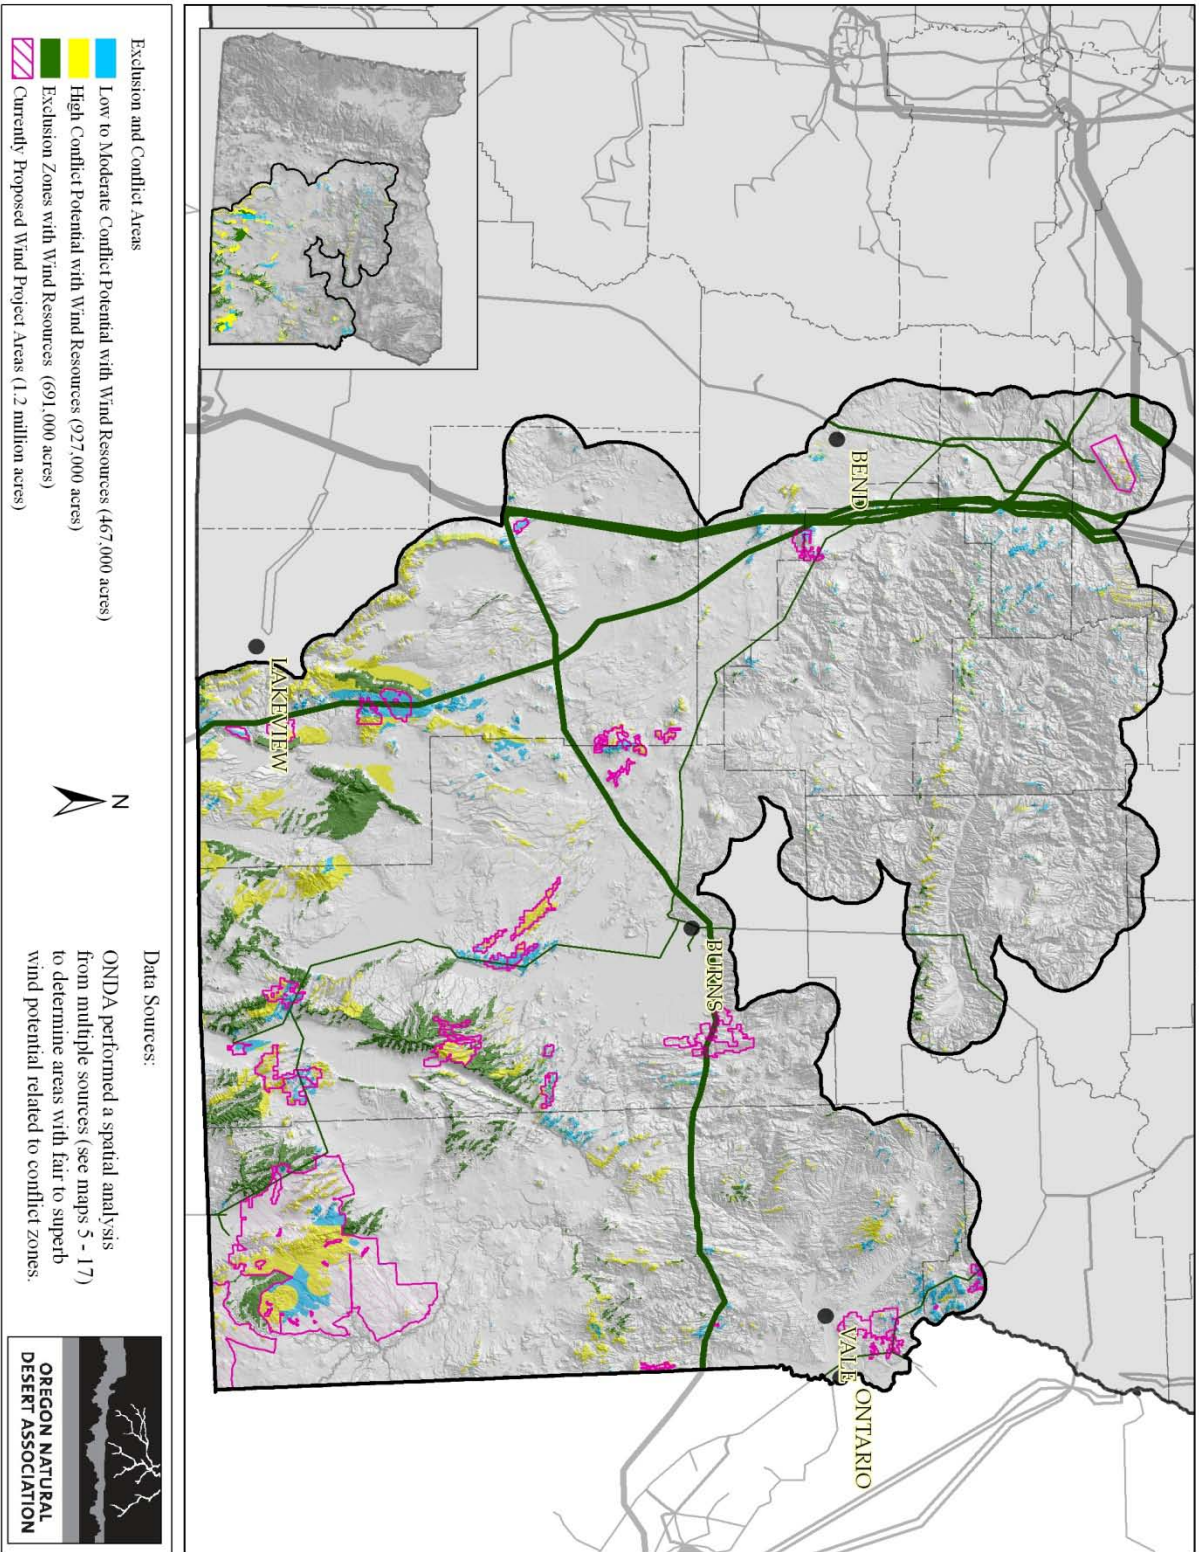 BEND
BURNS
VALE
ONTARIO
LAKEVIEW
N
Exclusion and Conflict Areas
Low to Moderate Conflict Potential with Wind Resources (467,000 acres)
High Conflict Potential with Wind Resources (927,000 acres)
Exclusion Zones with Wind Resources (691,000 acres)
Currently Proposed Wind Project Areas (1.2 million acres)
Data Sources:
ONDA performed a spatial analysis
from multiple sources (see maps 5 - 17)
to determine areas with fair to superb
wind potential related to conflict zones.
OREGON NATURAL
DESERT ASSOCIATION